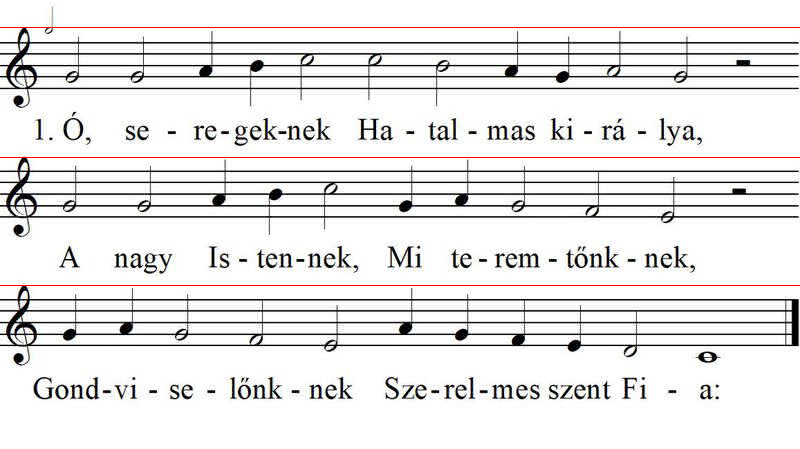 1. Ó, se - re - gek - nek Ha - tal - mas ki - rá - lya,
A nagy Is - ten - nek, Mi te - rem - tőnk - nek,
Gond - vi - se - lőnk - nek Sze - rel - mes szent Fi - a: